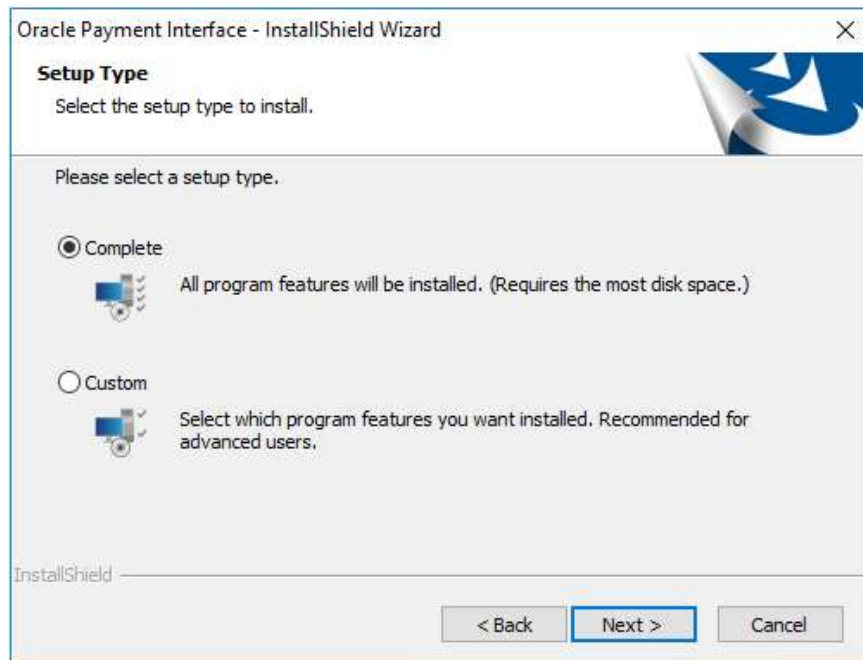 Oracle Payment Interface - InstallShield Wizard
Setup Type
Select the setup type to install.
Please select a setup type.
Complete
All program features will be installed. (Requires the most disk space.)
Custom
Select which program features you want installed. Recommended for
advanced users.
InstallShield
< Back
Next >
Cancel